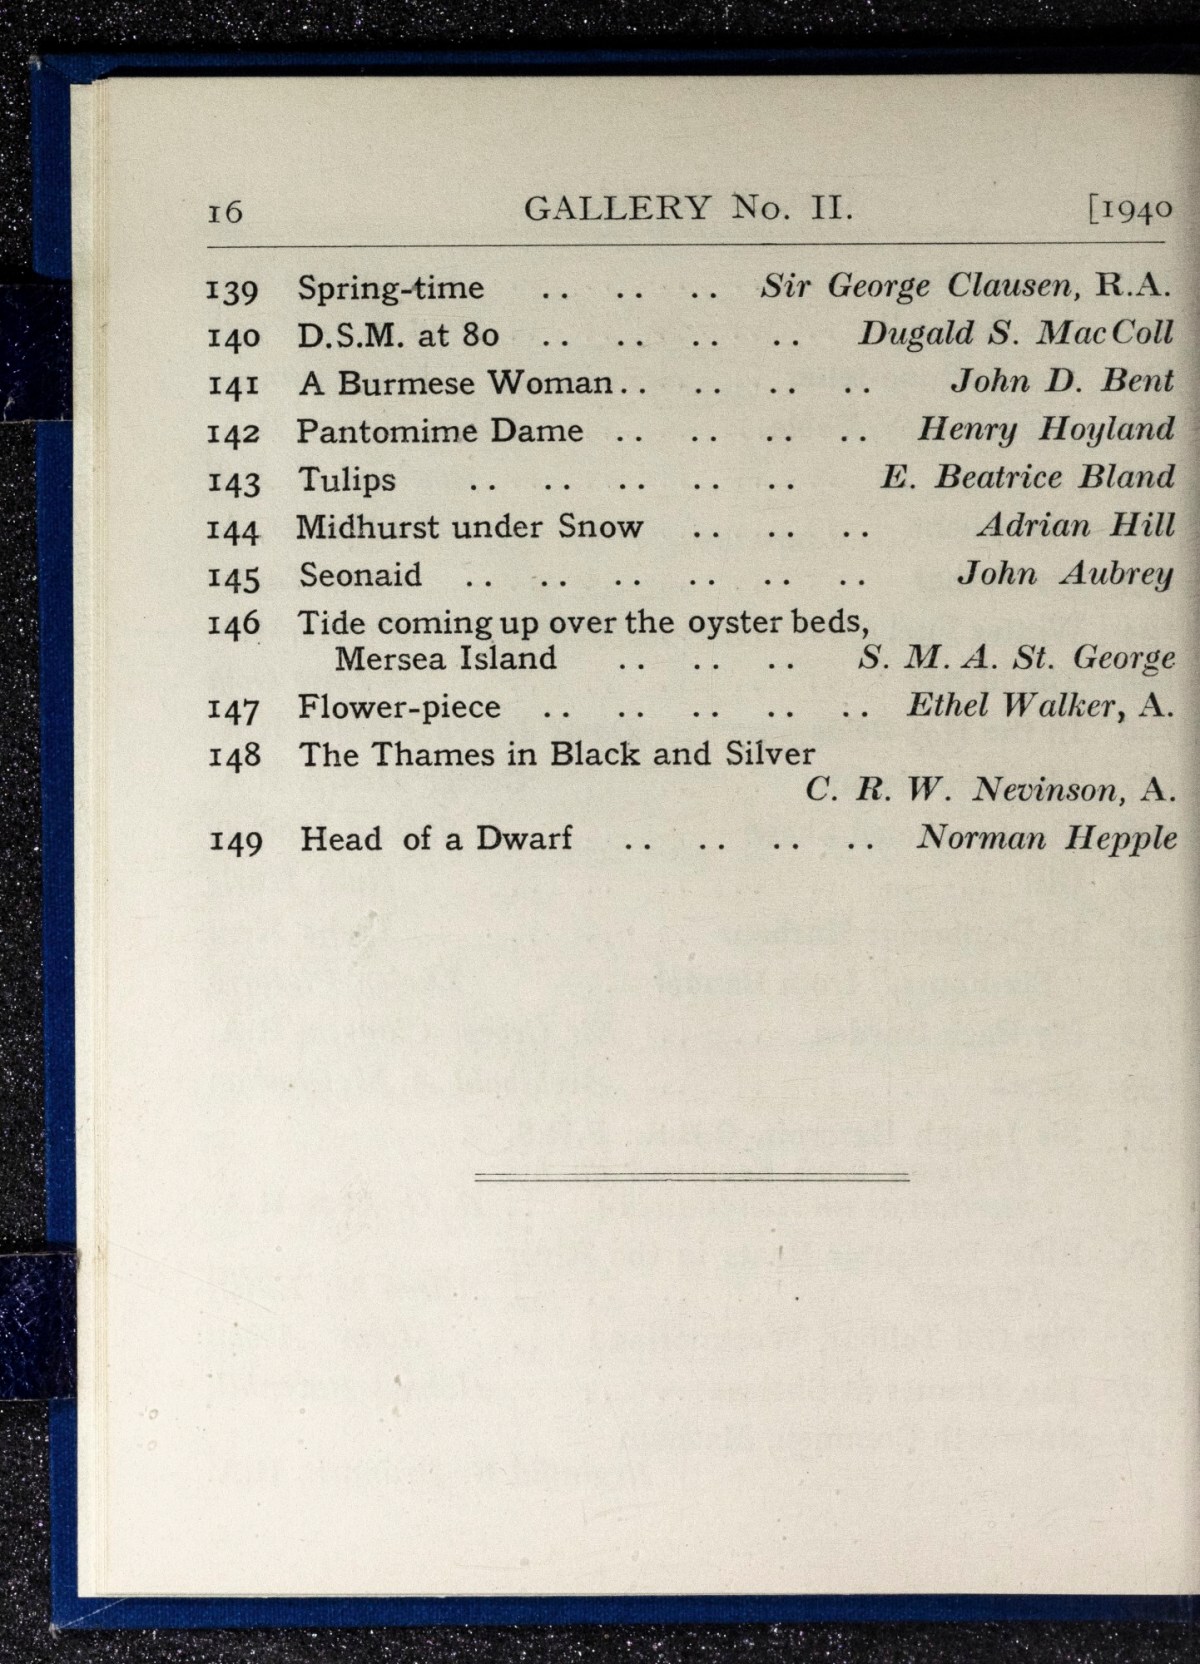 16 GALLERY No. II. [1940
139 Spring-time .. .. .. Sir George Clausen, R.A.
140 D.S.M. at 80 .. .. .. .. Dugald S. MacColl
141 A Burmese Woman .. .. .. .. John D. Bent
142 Pantomime Dame .. .. .. .. Henry Hoyland
143 Tulips .. .. .. .. .. E. Beatrice Bland
144 Midhurst under Snow .. .. .. Adrian Hill
145 Seonaid .. .. .. .. .. .. John Aubrey
146 Tide coming up over the oyster beds,
Mersea Island .. .. .. S. M. A. St. George
147 Flower-piece .. .. .. .. .. Ethel Walker, A.
148 The Thames in Black and Silver
C. R. W. Nevinson, A.
149 Head of a Dwarf .. .. .. .. Norman Hepple